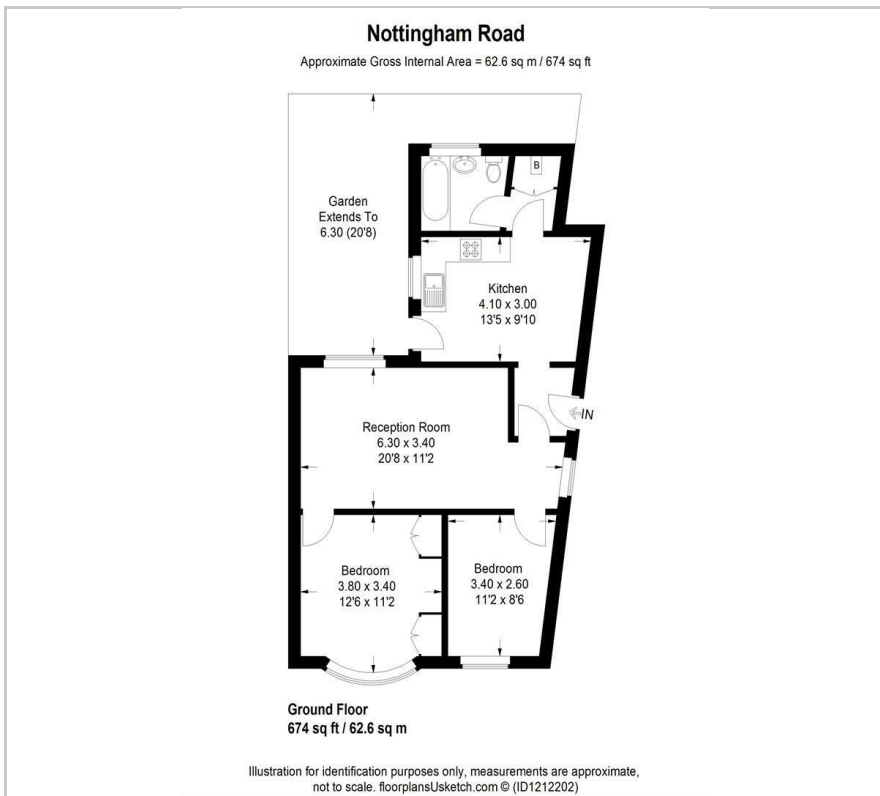 Nottingham Road
Approximate Gross Internal Area = 62.6 sq m / 674 sq ft
B
Garden
Extends To
6.30 (20'8)
Kitchen
4.10 x 3.00
13'5 x 9'10
IN
Reception Room
6.30 x 3.40
20'8 x 11'2
Bedroom
3.80 x 3.40
12'6 x 11'2
Bedroom
3.40 x 2.60
11'2 x 8'6
Ground Floor
674 sq ft / 62.6 sq m
Illustration for identification purposes only, measurements are approximate,
not to scale. floorplansUsketch.com © (ID1212202)